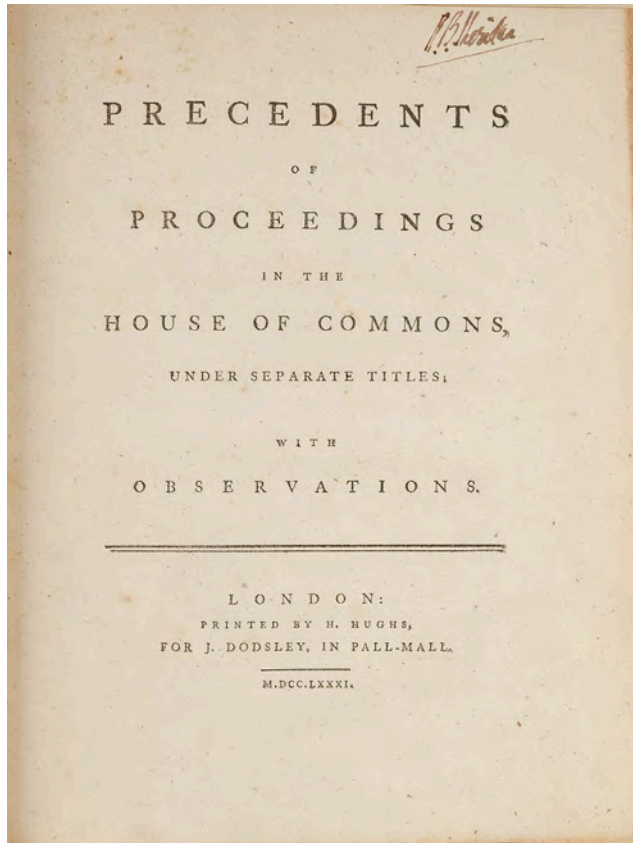 PRECEDENTS
OF
PROCEEDINGS
IN THE
HOUSE OF COMMONS,
UNDER SEPARATE TITLES;
WITH
OBSERVATIONS.
LONDON:
PRINTED BY H. HUGHS,
FOR J. DODSLEY, IN PALL-MALL.
M.DCC.LXXXI.